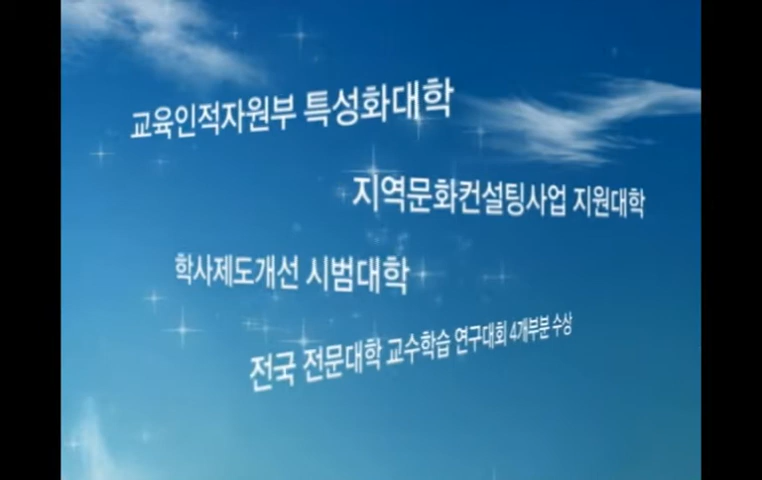 교육인적자원부 특성화대학
지역문화컨설팅사업 지원대학
학사제도개선 시범대학
전국 전문대학 교수학습 연구대회 4개부분 수상